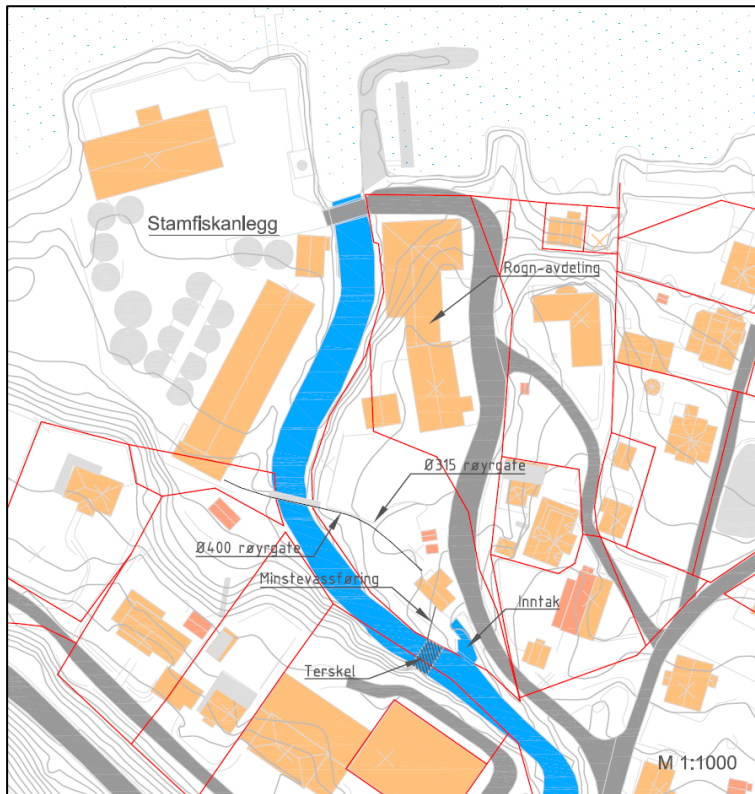 Stamfiskanlegg
Rogn-avdeling
Ø315 røyrgate
Ø400 røyrgate
Minstevassføring
Inntak
Terskel
M 1:1000